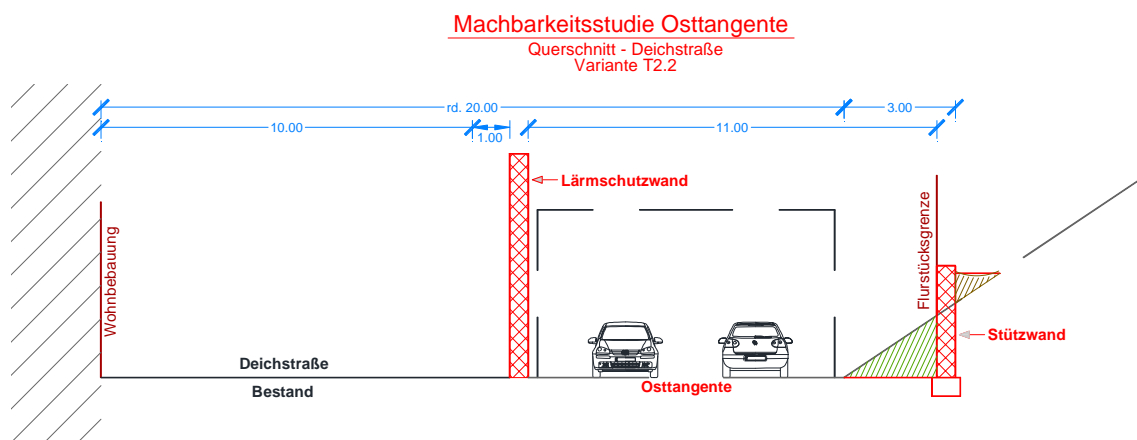 Machbarkeitsstudie Osttangente
Querschnitt - Deichstraße
Variante T2.2
rd. 20.00
3.00
10.00
1.00
11.00
Lärmschutzwand
Wohnbebauung
Flurstücksgrenze
Stützwand
Deichstraße
Bestand
Osttangente